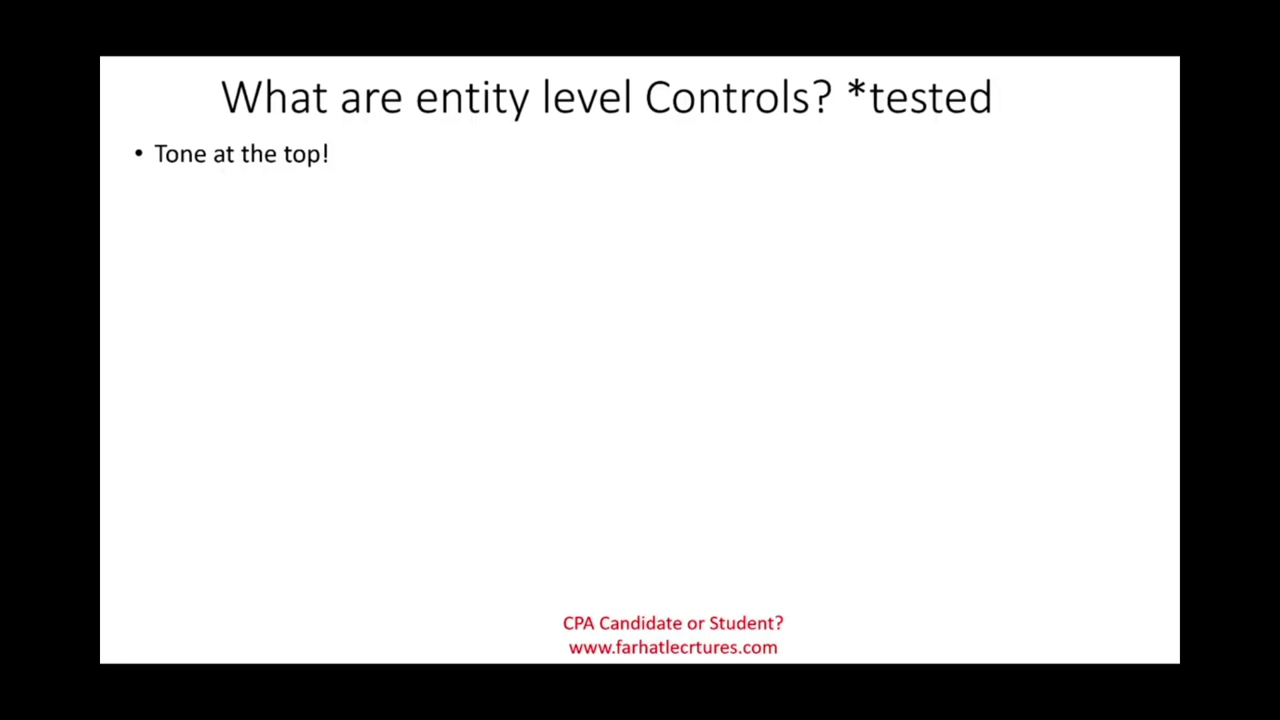 What are entity level Controls? *tested
• Tone at the top!
CPA Candidate or Student?
www.farhatlecrtures.com